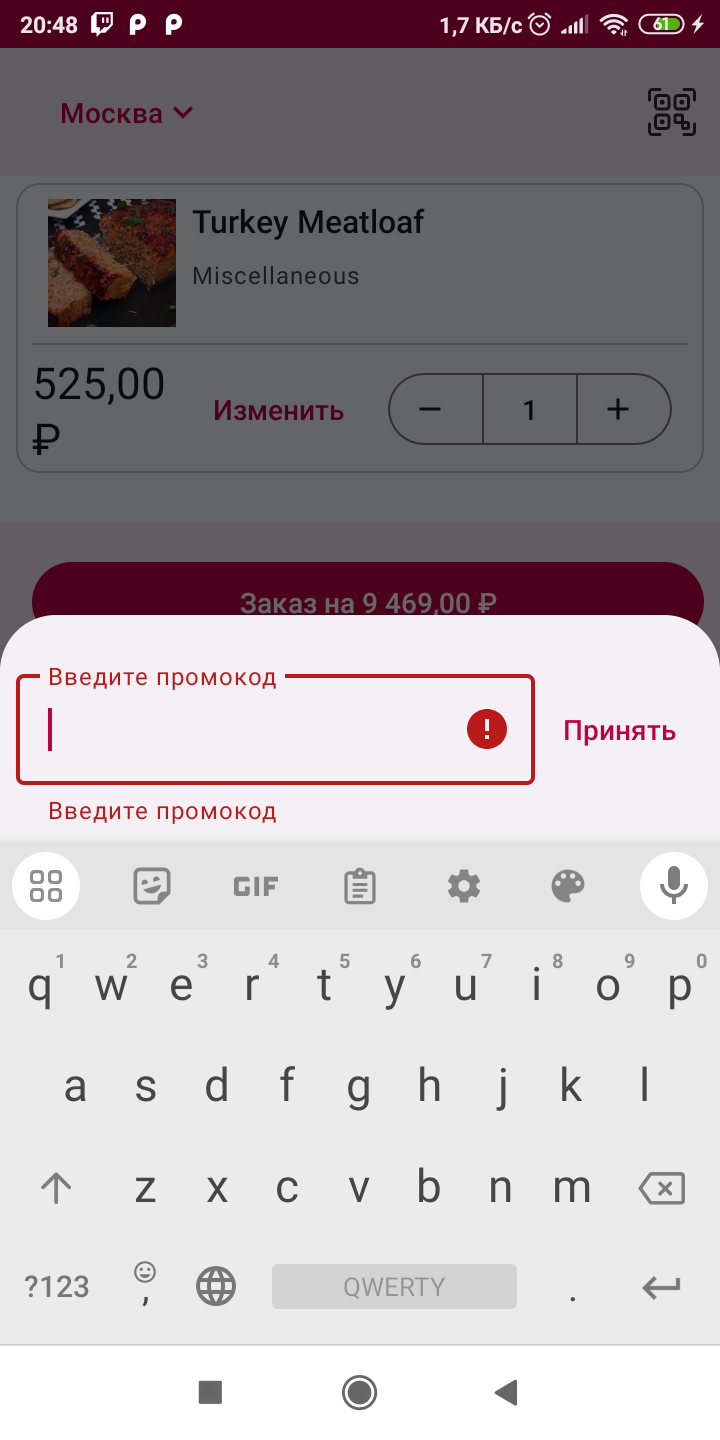 20:48 1,7 КБ/с 61
Москва
Turkey Meatloaf
Miscellaneous
525,00
₽
Изменить
1
Заказ на 9 469,00 ₽
Введите промокод
Принять
Введите промокод
GIF
1 2 3 4 5 6 7 8 9 0
q w e r t y u i o p
a s d f g h j k l
z x c v b n m
?123 , QWERTY .